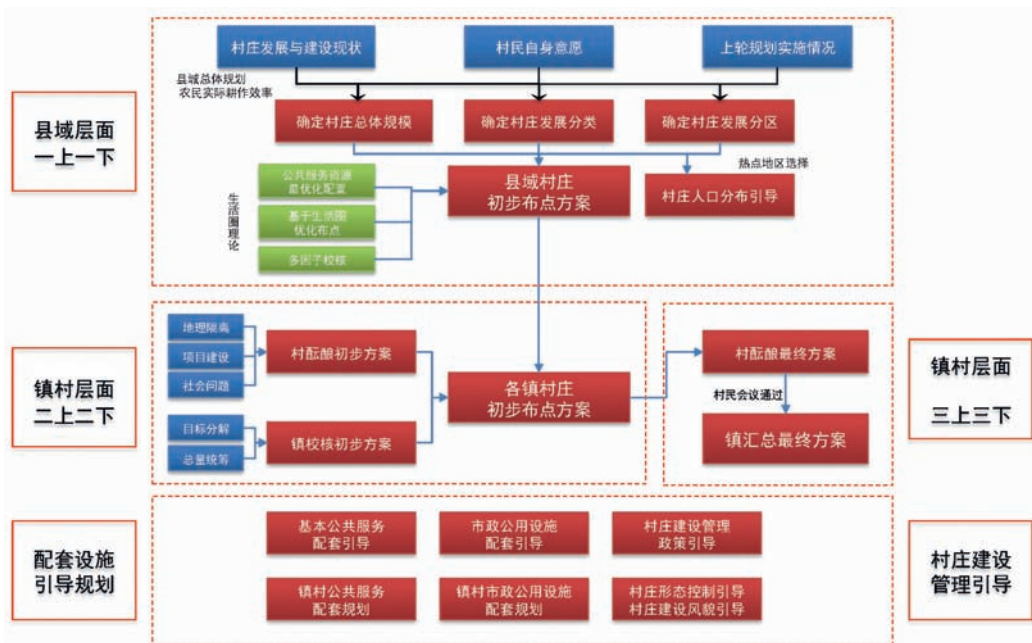 村庄发展与建设现状
村民自身意愿
上轮规划实施情况
县城总体规划
农民实际耕作效率
确定村庄总体规模
确定村庄发展分类
确定村庄发展分区
县域层面
一上一下
热点地区选择
公共服务资源
最优化配置
县域村庄
初步布点方案
村庄人口分布引导
生活圈理论
基于生活圈
优化布点
多因子校核
地理隔离
项目建设
社会问题
村酝酿初步方案
村酝酿最终方案
镇村层面
二上二下
各镇村庄
初步布点方案
村民会议通过
镇村层面
三上三下
目标分解
总量统筹
镇校核初步方案
镇汇总最终方案
配套设施
引导规划
基本公共服务
配套引导
市政公用设施
配套引导
村庄建设管理
政策引导
镇村公共服务
配套规划
镇村市政公用设施
配套规划
村庄形态控制引导
村庄建设风貌引导
村庄建设
管理引导